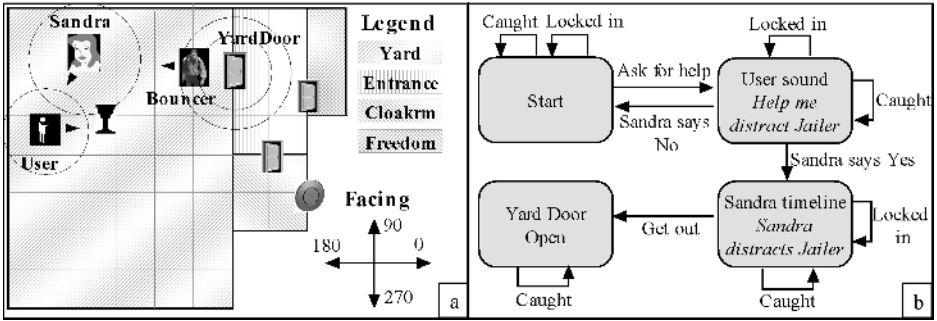 Sandra
YardDoor
Bouncer
User
Legend
Yard
Entrance
Cloakrm
Freedom
Facing
90
180
0
270
a
Caught
Locked in
Start
Ask for help
Sandra says
No
Locked in
User sound
Help me
distract Jailer
Caught
Sandra says Yes
Sandra timeline
Sandra
distracts Jailer
Locked
in
Caught
Get out
Yard Door
Open
Caught
b